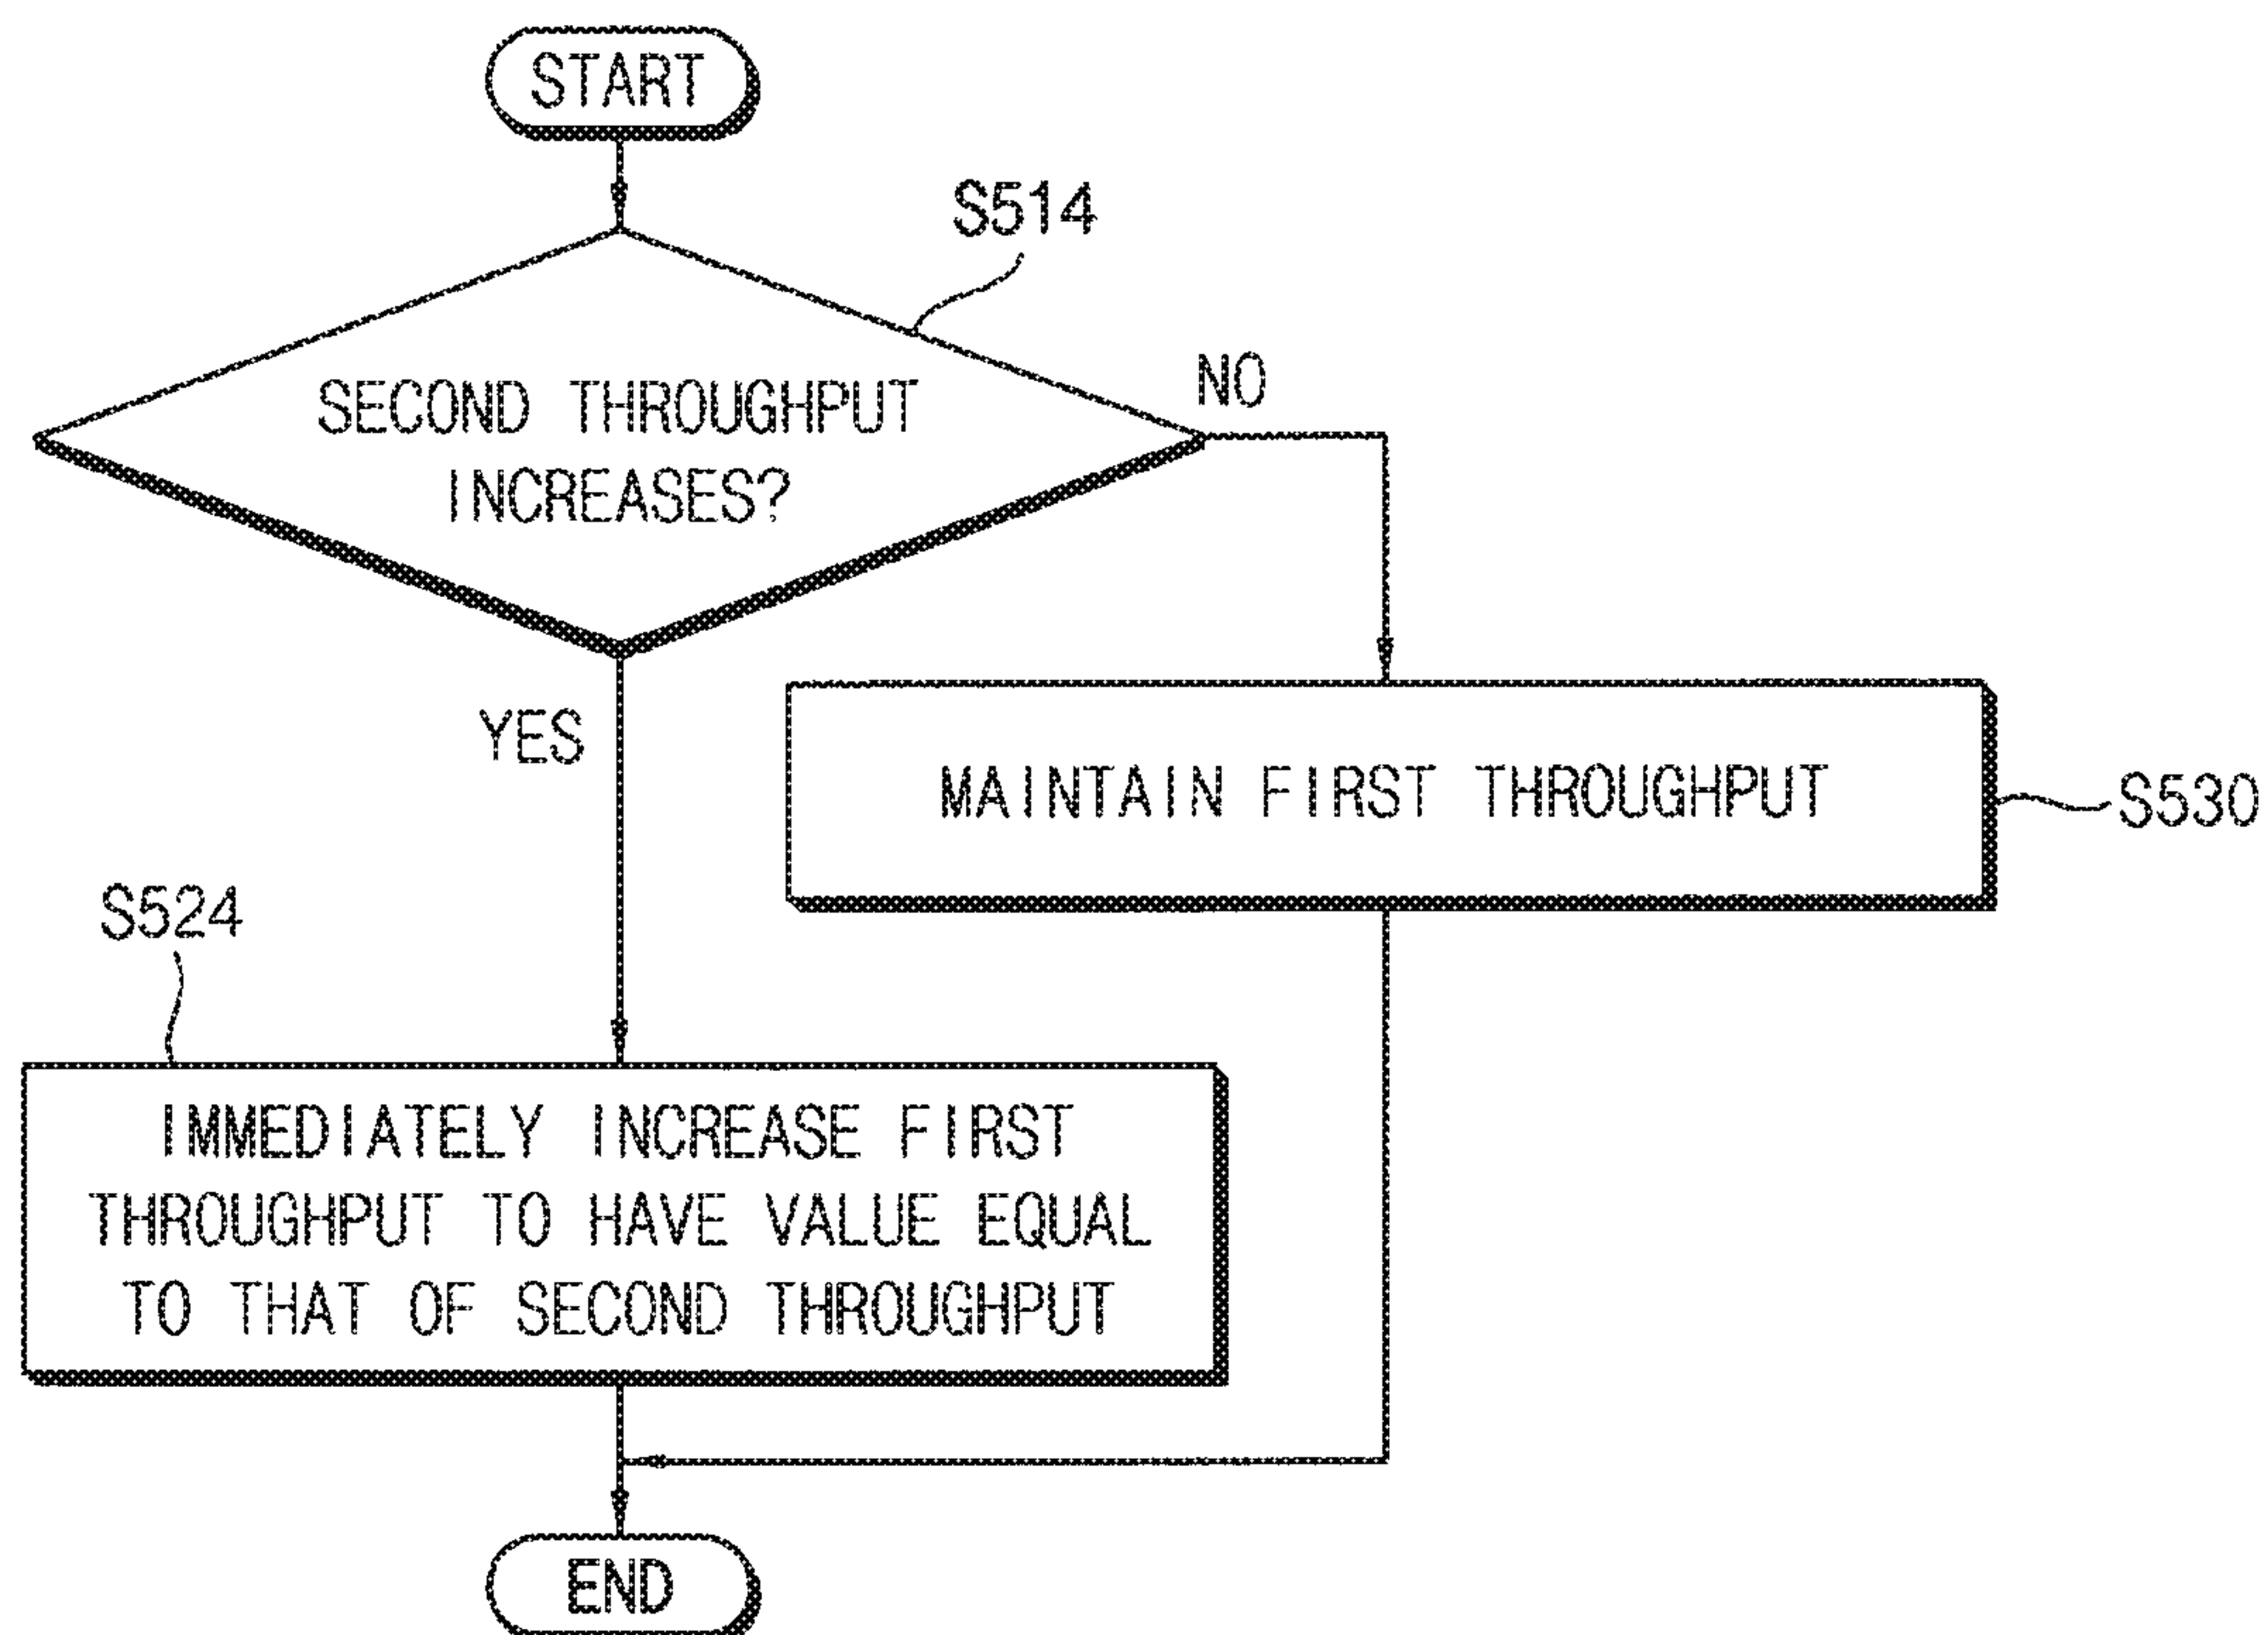 START
S514
SECOND THROUGHPUT
INCREASES?
NO
YES
MAINTAIN FIRST THROUGHPUT
S530
S524
IMMEDIATELY INCREASE FIRST
THROUGHPUT TO HAVE VALUE EQUAL
TO THAT OF SECOND THROUGHPUT
END